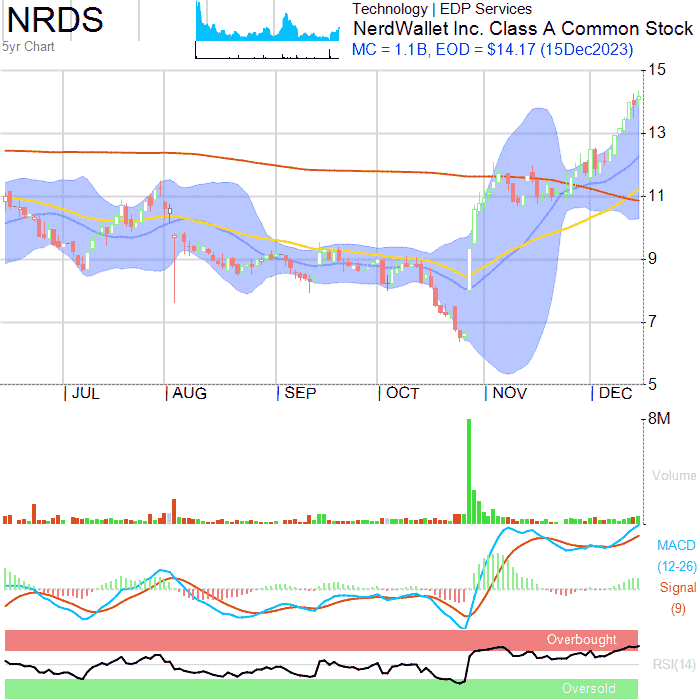 NRDS
5yr Chart
Technology | EDP Services
NerdWallet Inc. Class A Common Stock
MC = 1.1B, EOD = $14.17 (15Dec2023)
15
13
11
9
7
5
JUL AUG SEP OCT NOV DEC
8M
Volume
MACD
(12-26)
Signal
(9)
Overbought
RSI(14)
Oversold